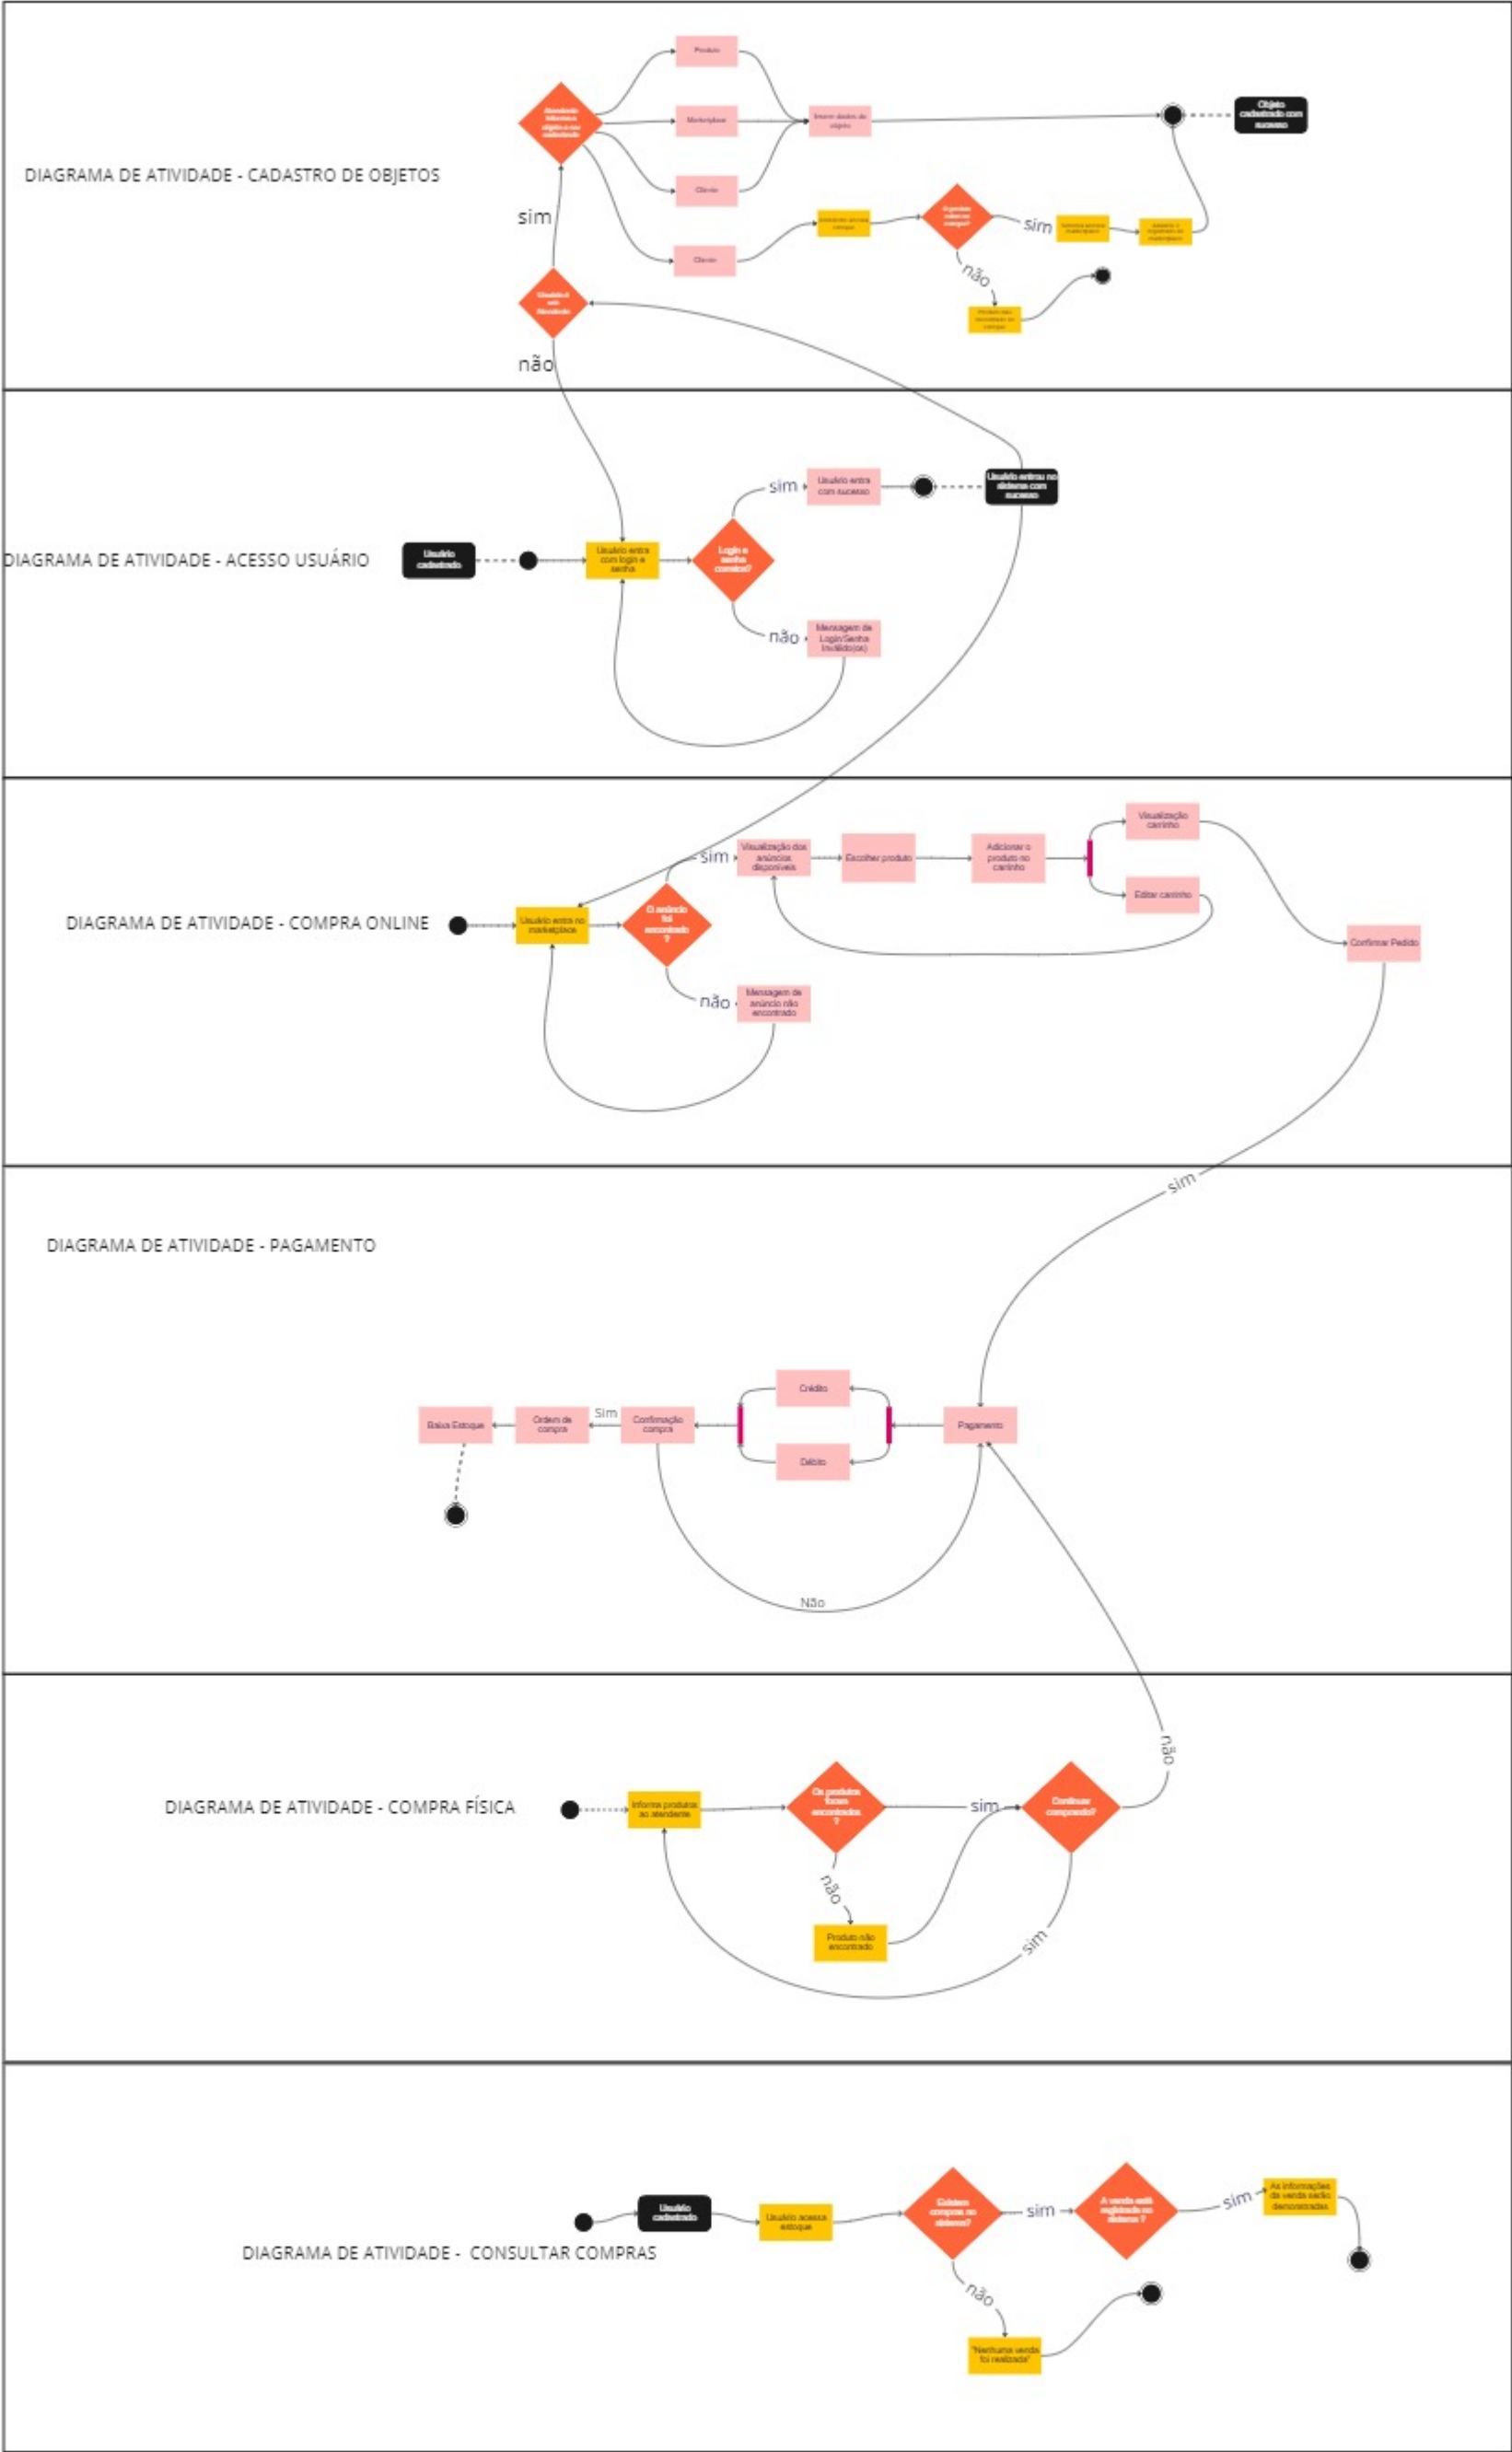 Produto
Objeto
cadastrado com
sucesso
Marketplace
Insere dados do
objeto
DIAGRAMA DE ATIVIDADE - CADASTRO DE OBJETOS
Cliente
sim
sim
Cliente
não
Usuário é
um
Atendente
não
Usuário entra
com sucesso
sim
Usuário entrou no
sistema com
sucesso
DIAGRAMA DE ATIVIDADE - ACESSO USUÁRIO
Usuário
cadastrado
Usuário entra
com login e
senha
Login e
senha
corretos?
não
Mensagem de
Login/Senha
Inválido(os)
Visualização
carrinho
sim
Visualização dos
anúncios
disponíveis
Escolher produto
Adicionar o
produto no
carrinho
Editar carrinho
DIAGRAMA DE ATIVIDADE - COMPRA ONLINE
Usuário entra no
marketplace
O anúncio
foi
encontrado
?
Confirmar Pedido
não
Mensagem de
anúncio não
encontrado
sim
DIAGRAMA DE ATIVIDADE - PAGAMENTO
Crédito
Baixa Estoque
Ordem de
compra
Sim
Confirmação
compra
Pagamento
Débito
Não
não
DIAGRAMA DE ATIVIDADE - COMPRA FÍSICA
Informa produtos
ao atendente
Os produtos
foram
encontrados
?
sim
Continuar
comprando?
não
Produto não
encontrado
sim
Usuário
cadastrado
Usuário acessa
estoque
Existem
compras no
sistema?
sim
A venda está
registrada no
sistema ?
sim
As informações
da venda serão
demonstradas
DIAGRAMA DE ATIVIDADE -  CONSULTAR COMPRAS
não
"Nenhuma venda
foi realizada"